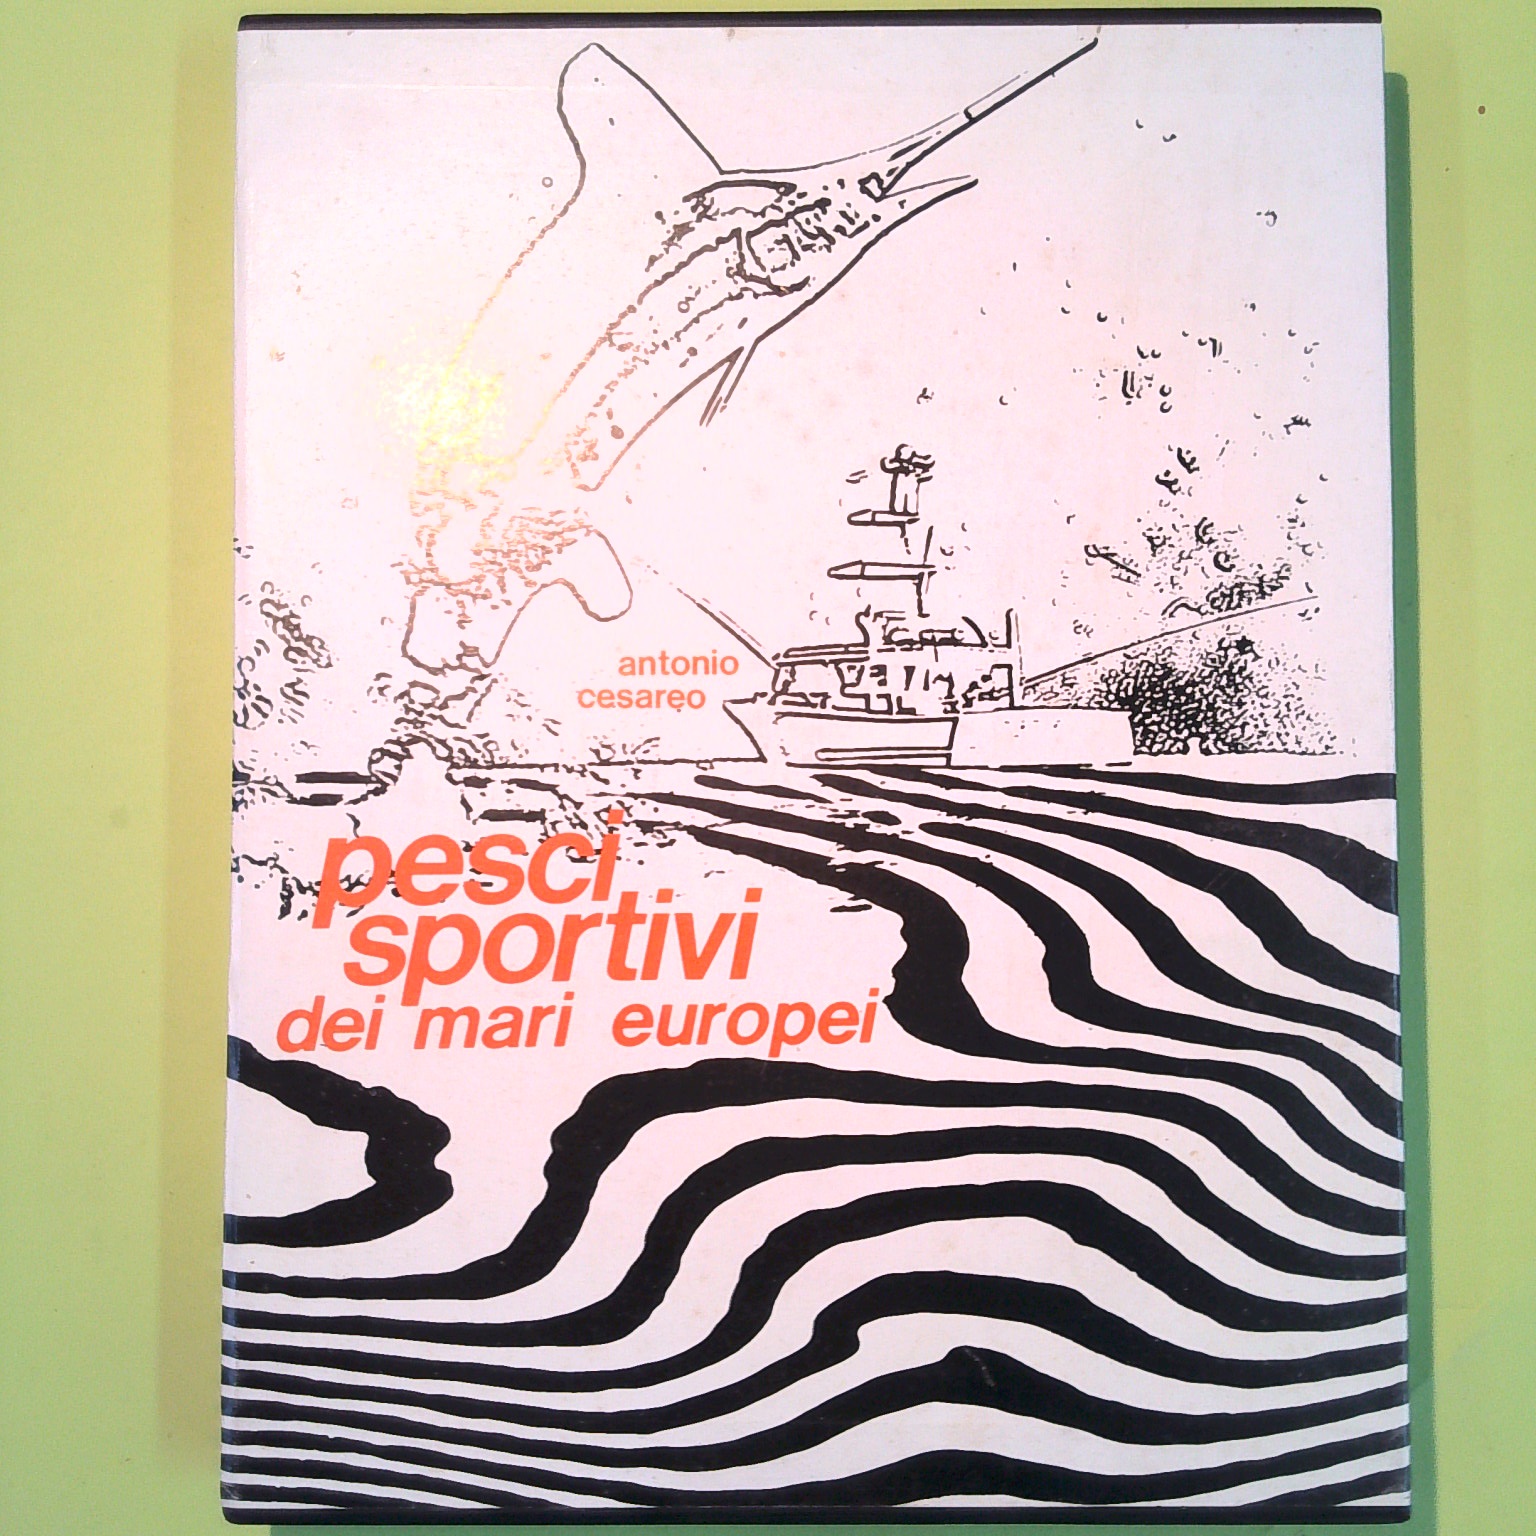 antonio
cesareo
pesci
sportivi
dei mari europei